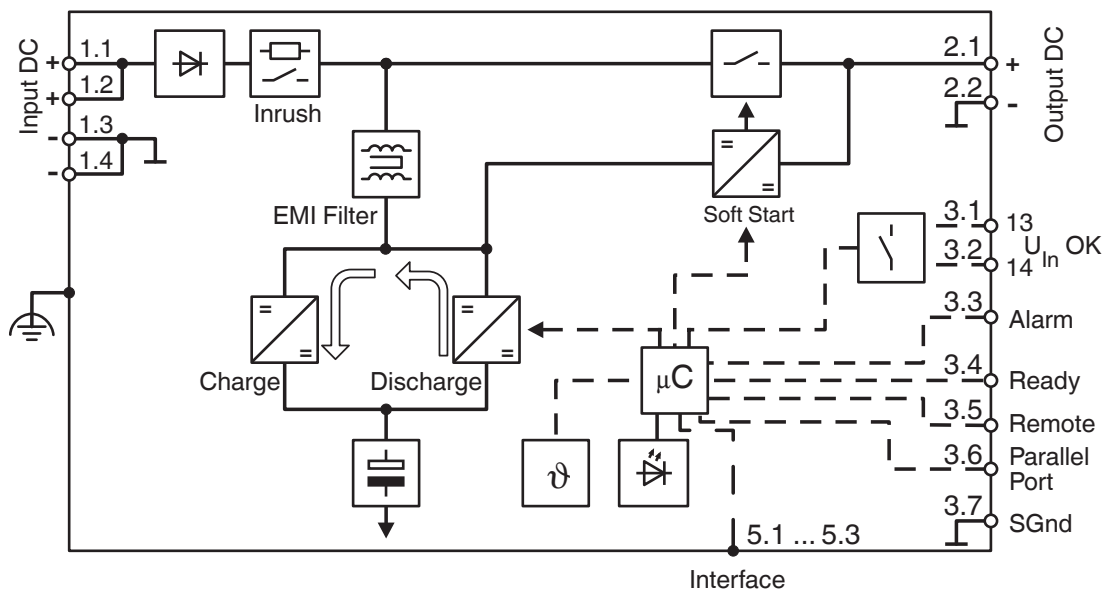 Input DC
+
1.1
+
1.2
-
1.3
-
1.4
Inrush
2.1
+
2.2
-
Output DC
EMI Filter
=
=
Soft Start
3.1
13
3.2
14
U In OK
3.3
Alarm
=
=
Charge
=
=
Discharge
μC
3.4
Ready
3.5
Remote
3.6
Parallel
Port
ϑ
3.7
SGnd
5.1 ... 5.3
Interface